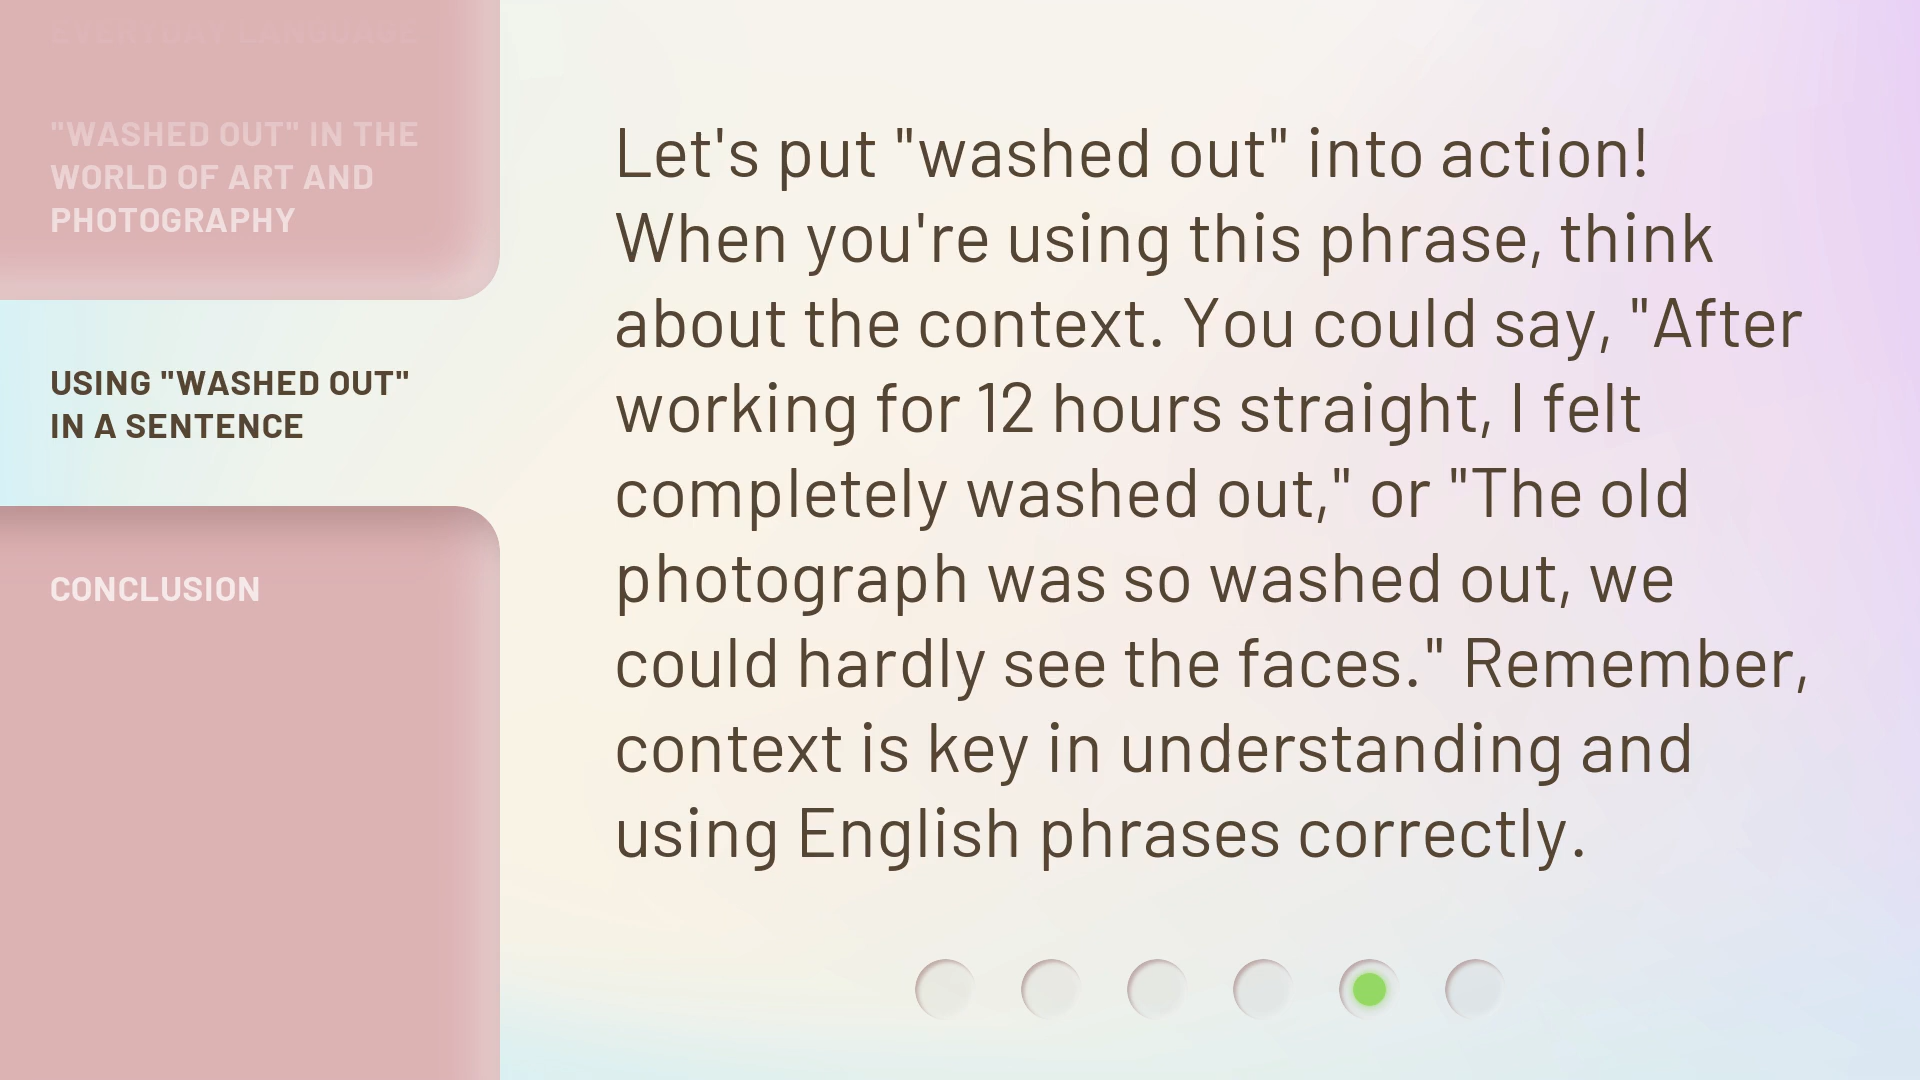 EVERYDAY LANGUAGE
"WASHED OUT" IN THE
WORLD OF ART AND
PHOTOGRAPHY
USING "WASHED OUT"
IN A SENTENCE
CONCLUSION
Let's put "washed out" into action!
When you're using this phrase, think
about the context. You could say, "After
working for 12 hours straight, I felt
completely washed out," or "The old
photograph was so washed out, we
could hardly see the faces." Remember,
context is key in understanding and
using English phrases correctly.